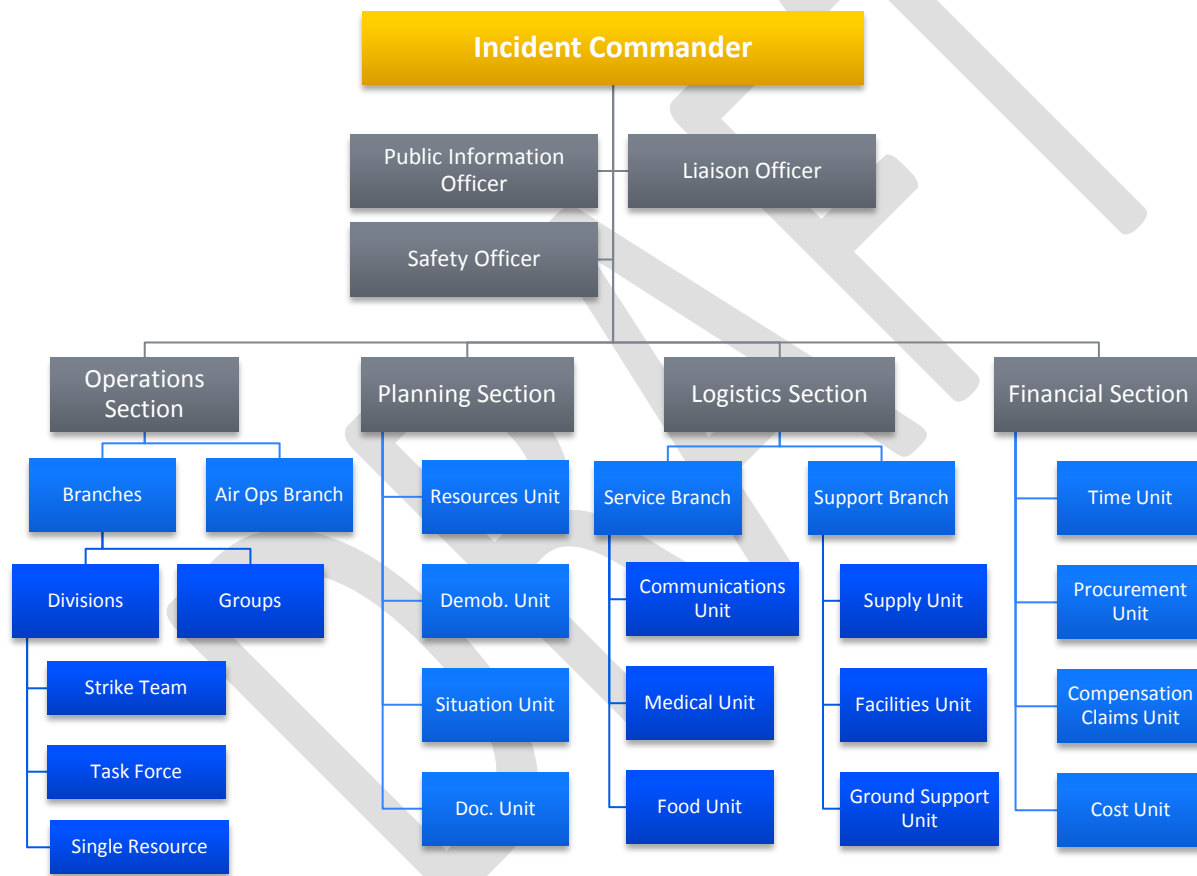 Incident Commander
Public Information
Officer
Liaison Officer
Safety Officer
Operations
Section
Planning Section
Logistics Section
Financial Section
Branches
Air Ops Branch
Resources Unit
Service Branch
Support Branch
Time Unit
Divisions
Groups
Demob. Unit
Communications
Unit
Supply Unit
Procurement
Unit
Strike Team
Situation Unit
Medical Unit
Facilities Unit
Compensation
Claims Unit
Task Force
Doc. Unit
Food Unit
Ground Support
Unit
Cost Unit
Single Resource
DRAFT